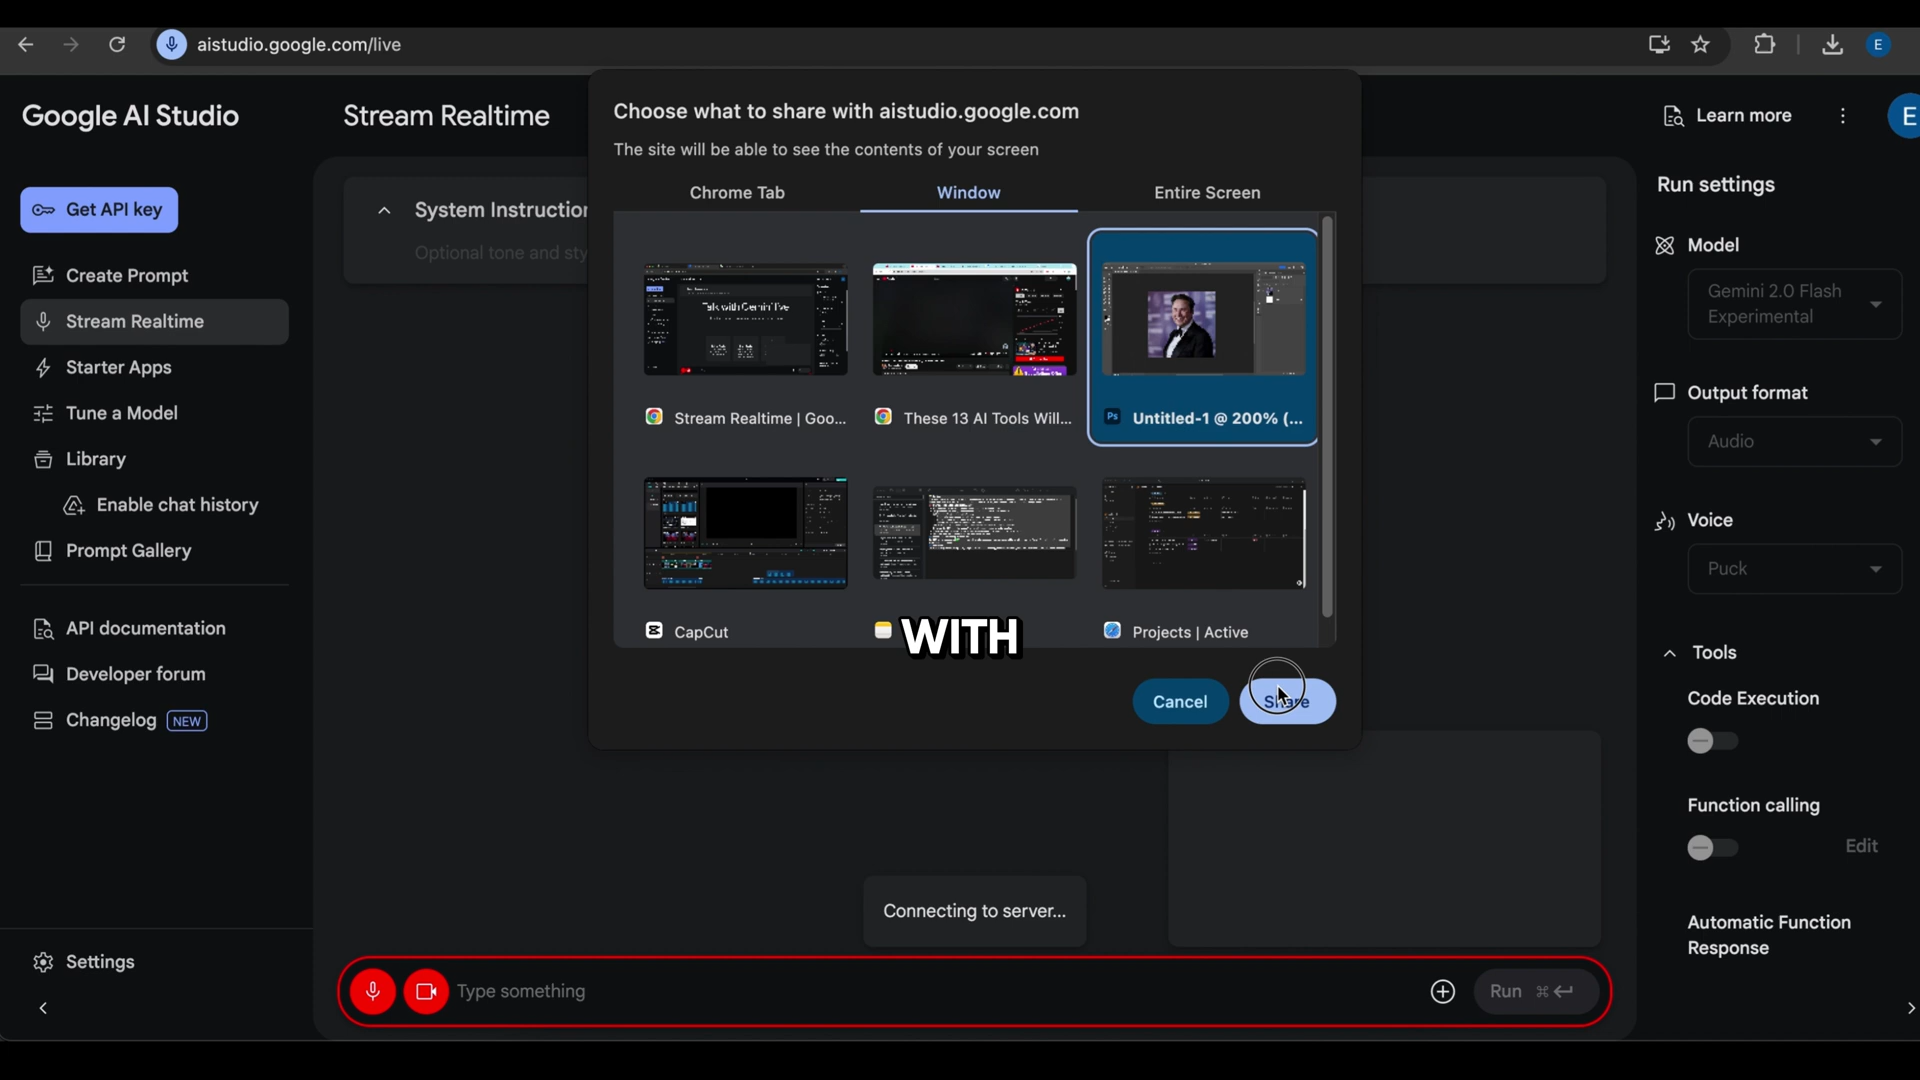 aistudio.google.com/live
E
Google AI Studio
Stream Realtime
Learn more
E
Get API key
Create Prompt
Stream Realtime
Starter Apps
Tune a Model
Library
Enable chat history
Prompt Gallery
API documentation
Developer forum
Changelog NEW
Settings
System Instruction
Optional tone and sty
Choose what to share with aistudio.google.com
The site will be able to see the contents of your screen
Chrome Tab
Window
Entire Screen
Talk with Gemini live
Stream Realtime | Goo...
These 13 AI Tools Will...
Ps
Untitled-1 @ 200% (...
CapCut
WITH
Projects | Active
Cancel
Share
Connecting to server...
Type something
Run ⌘
Run settings
Model
Gemini 2.0 Flash
Experimental
Output format
Audio
Voice
Puck
Tools
Code Execution
Function calling
Edit
Automatic Function
Response